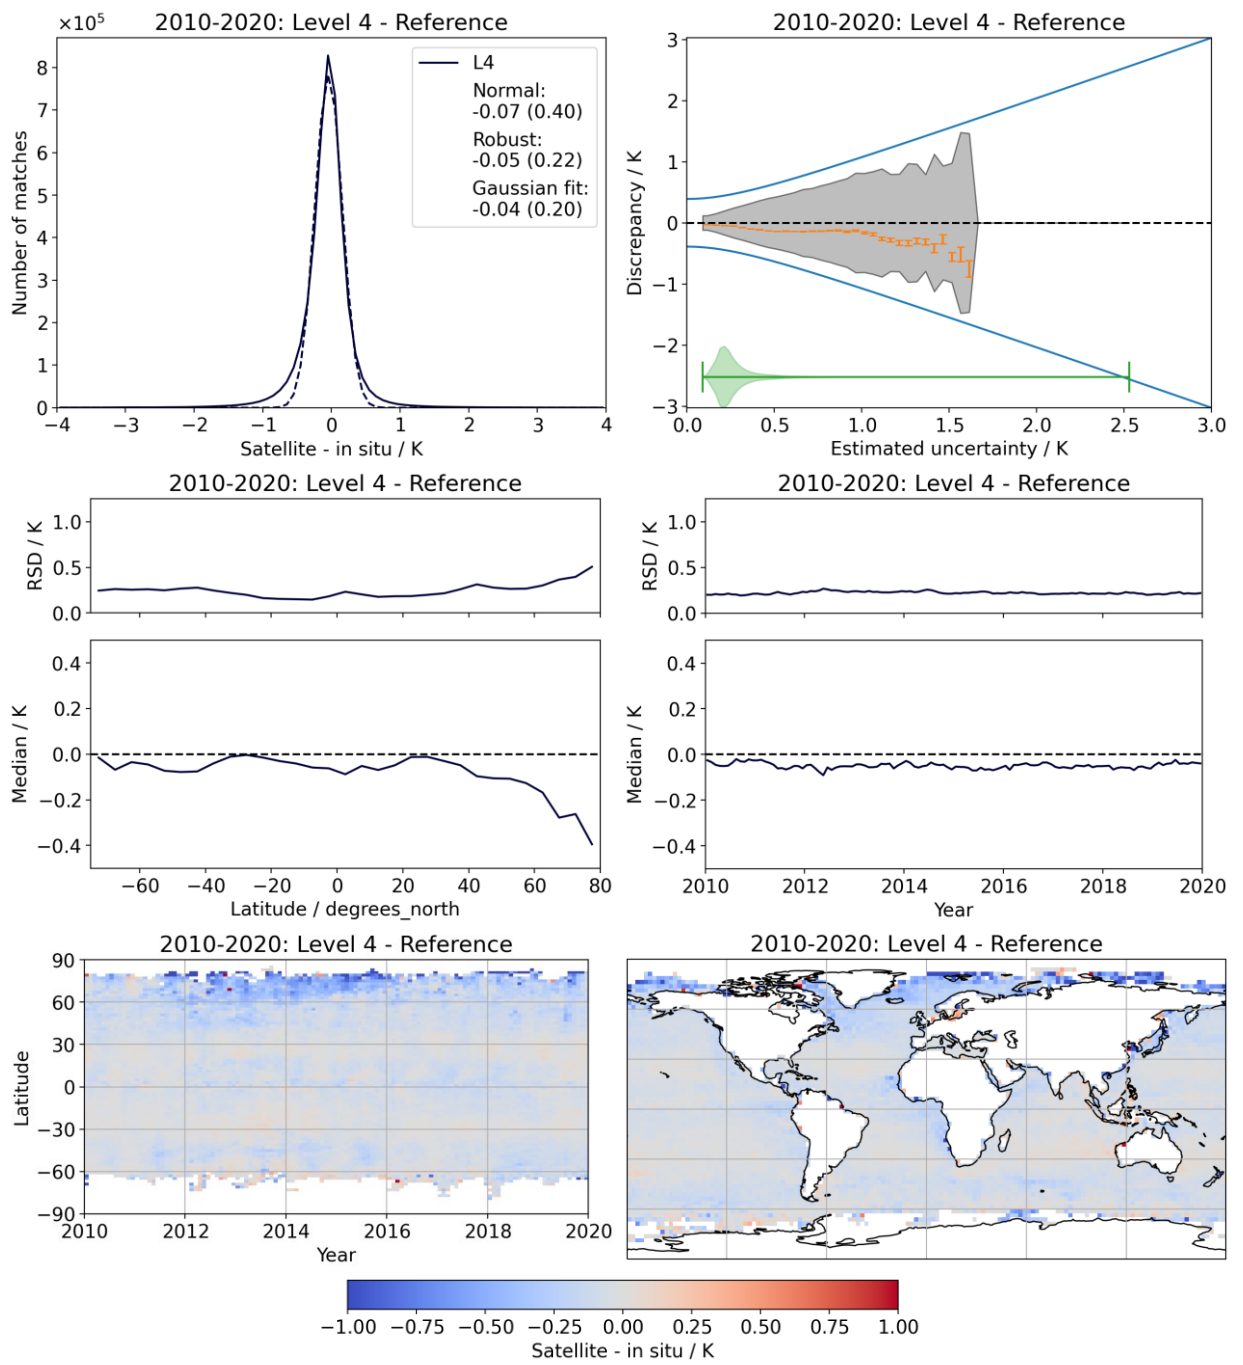 2010-2020: Level 4 - Reference
×10⁵
8
7
6
5
4
3
2
1
0
Number of matches
−4 −3 −2 −1 0 1 2 3 4
Satellite - in situ / K
L4
Normal:
-0.07 (0.40)
Robust:
-0.05 (0.22)
Gaussian fit:
-0.04 (0.20)
2010-2020: Level 4 - Reference
3
2
1
0
−1
−2
−3
Discrepancy / K
0.0 0.5 1.0 1.5 2.0 2.5 3.0
Estimated uncertainty / K
2010-2020: Level 4 - Reference
1.0
0.5
0.0
RSD / K
0.4
0.2
0.0
−0.2
−0.4
Median / K
−60 −40 −20 0 20 40 60 80
Latitude / degrees_north
2010-2020: Level 4 - Reference
1.0
0.5
0.0
RSD / K
0.4
0.2
0.0
−0.2
−0.4
Median / K
2010 2012 2014 2016 2018 2020
Year
2010-2020: Level 4 - Reference
90
60
30
0
−30
−60
−90
Latitude
2010 2012 2014 2016 2018 2020
Year
2010-2020: Level 4 - Reference
−1.00 −0.75 −0.50 −0.25 0.00 0.25 0.50 0.75 1.00
Satellite - in situ / K